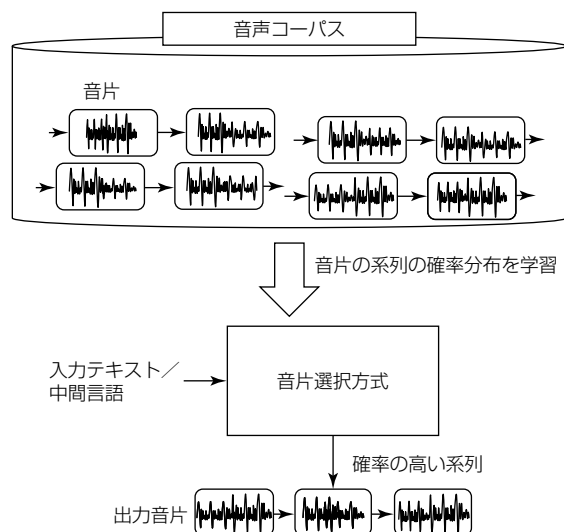 音声コーパス
音片
音片の系列の確率分布を学習
入力テキスト／
中間言語
音片選択方式
確率の高い系列
出力音片